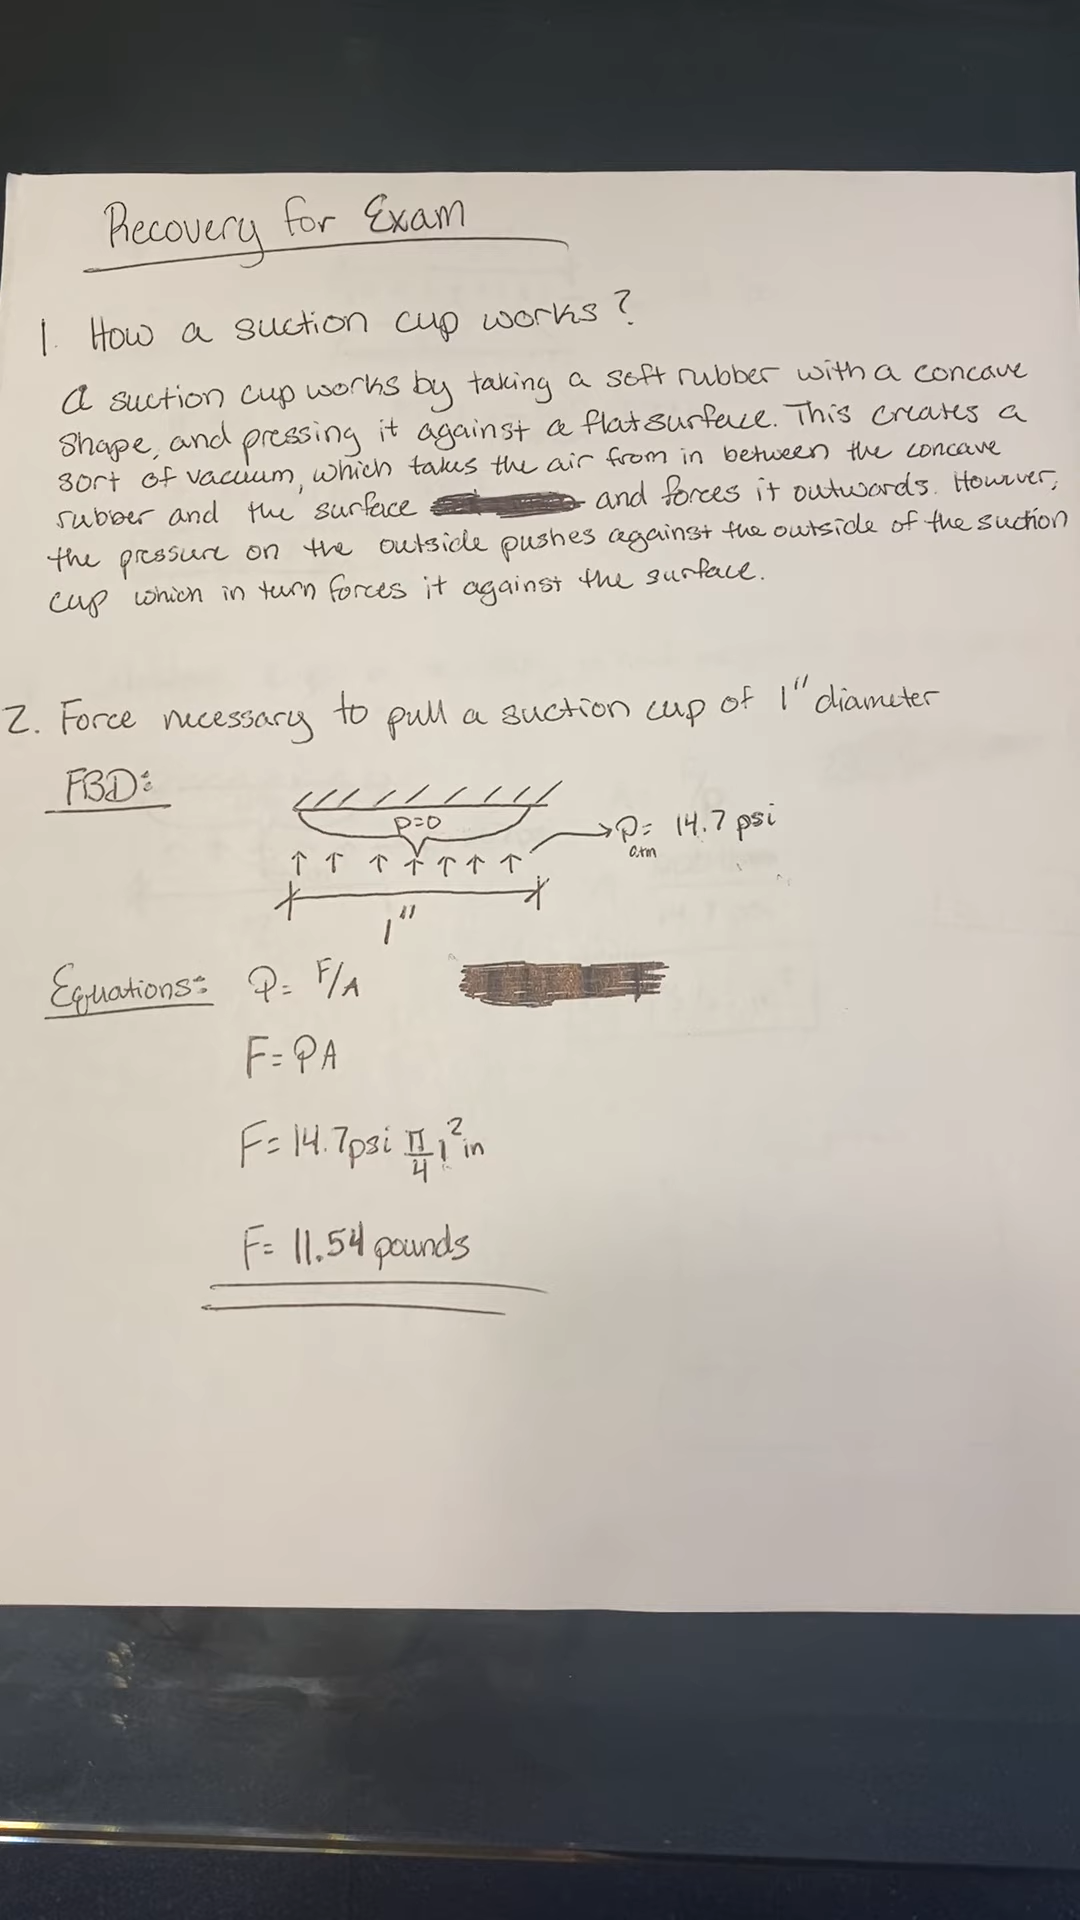 Recovery for Exam
1. How a suction cup works?
A suction cup works by taking a soft rubber with a concave
shape, and pressing it against a flat surface. This creates a
sort of vacuum, which takes the air from in between the concave
rubber and the surface and forces it outwards. However,
the pressure on the outside pushes against the outside of the suction
cup which in turn forces it against the surface.
2. Force necessary to pull a suction cup of 1" diameter
FBD:
P=0
P= 14.7 psi
atm
1"
Equations: P= F/A
F= PA
F= 14.7psi π/4 1² in
F= 11.54 pounds